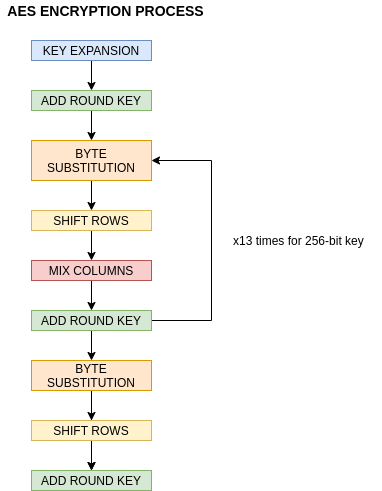 AES ENCRYPTION PROCESS
KEY EXPANSION
ADD ROUND KEY
BYTE
SUBSTITUTION
SHIFT ROWS
x13 times for 256-bit key
MIX COLUMNS
ADD ROUND KEY
BYTE
SUBSTITUTION
SHIFT ROWS
ADD ROUND KEY